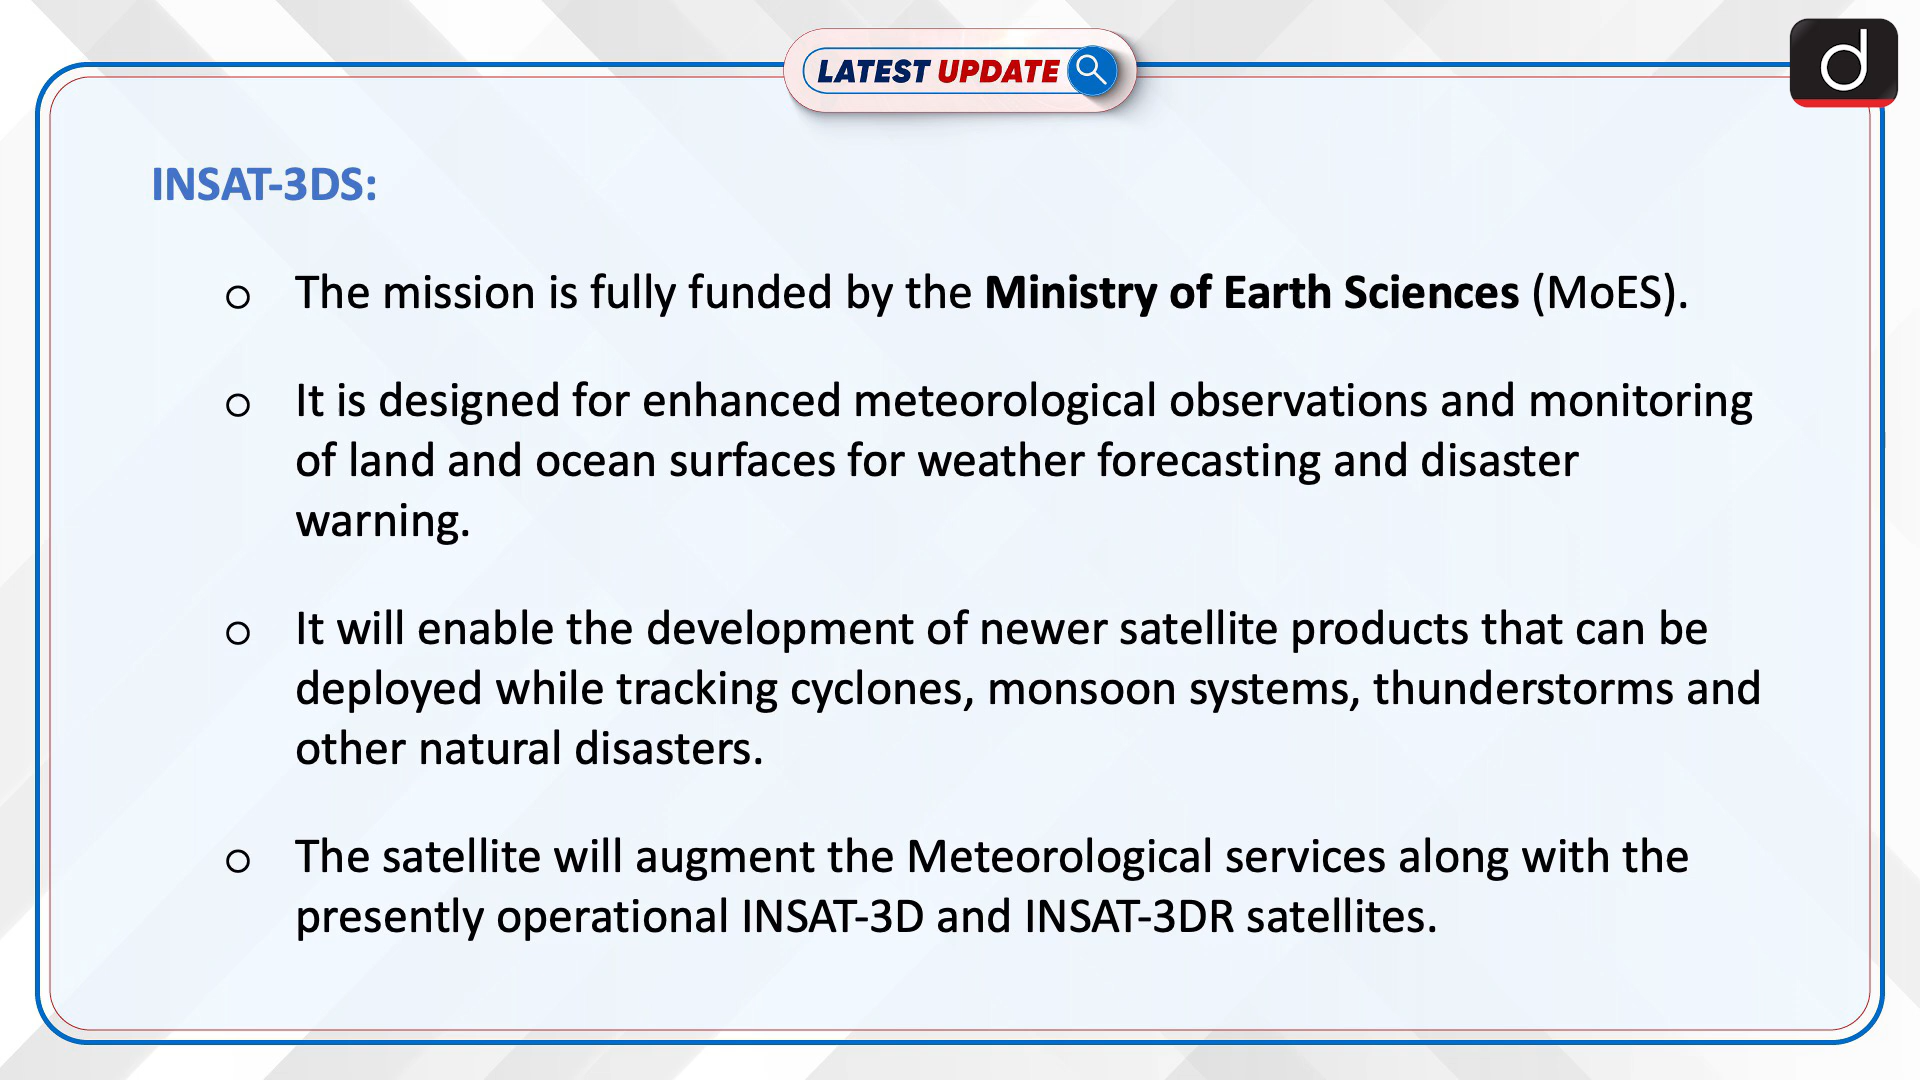 LATEST UPDATE
d
INSAT-3DS:
o The mission is fully funded by the Ministry of Earth Sciences (MoES).
o It is designed for enhanced meteorological observations and monitoring
of land and ocean surfaces for weather forecasting and disaster
warning.
o It will enable the development of newer satellite products that can be
deployed while tracking cyclones, monsoon systems, thunderstorms and
other natural disasters.
o The satellite will augment the Meteorological services along with the
presently operational INSAT-3D and INSAT-3DR satellites.